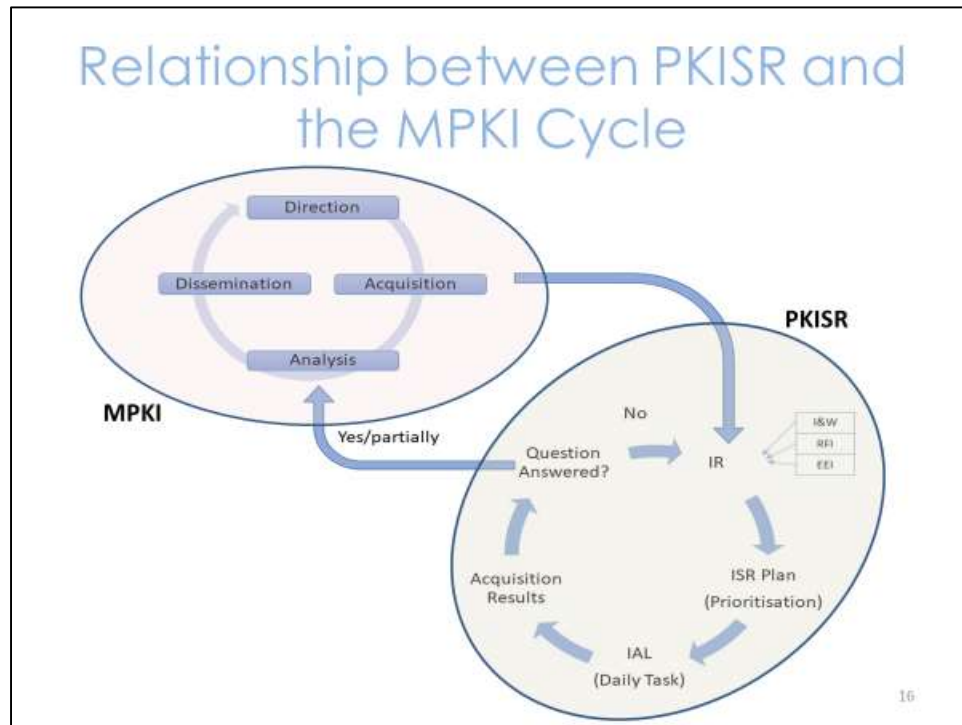 Relationship between PKISR and
the MPKI Cycle
Direction
Dissemination
Acquisition
Analysis
MPKI
PKISR
Yes/partially
No
Question
Answered?
IR
I&W
RFI
EEI
ISR Plan
(Prioritisation)
IAL
(Daily Task)
Acquisition
Results
16